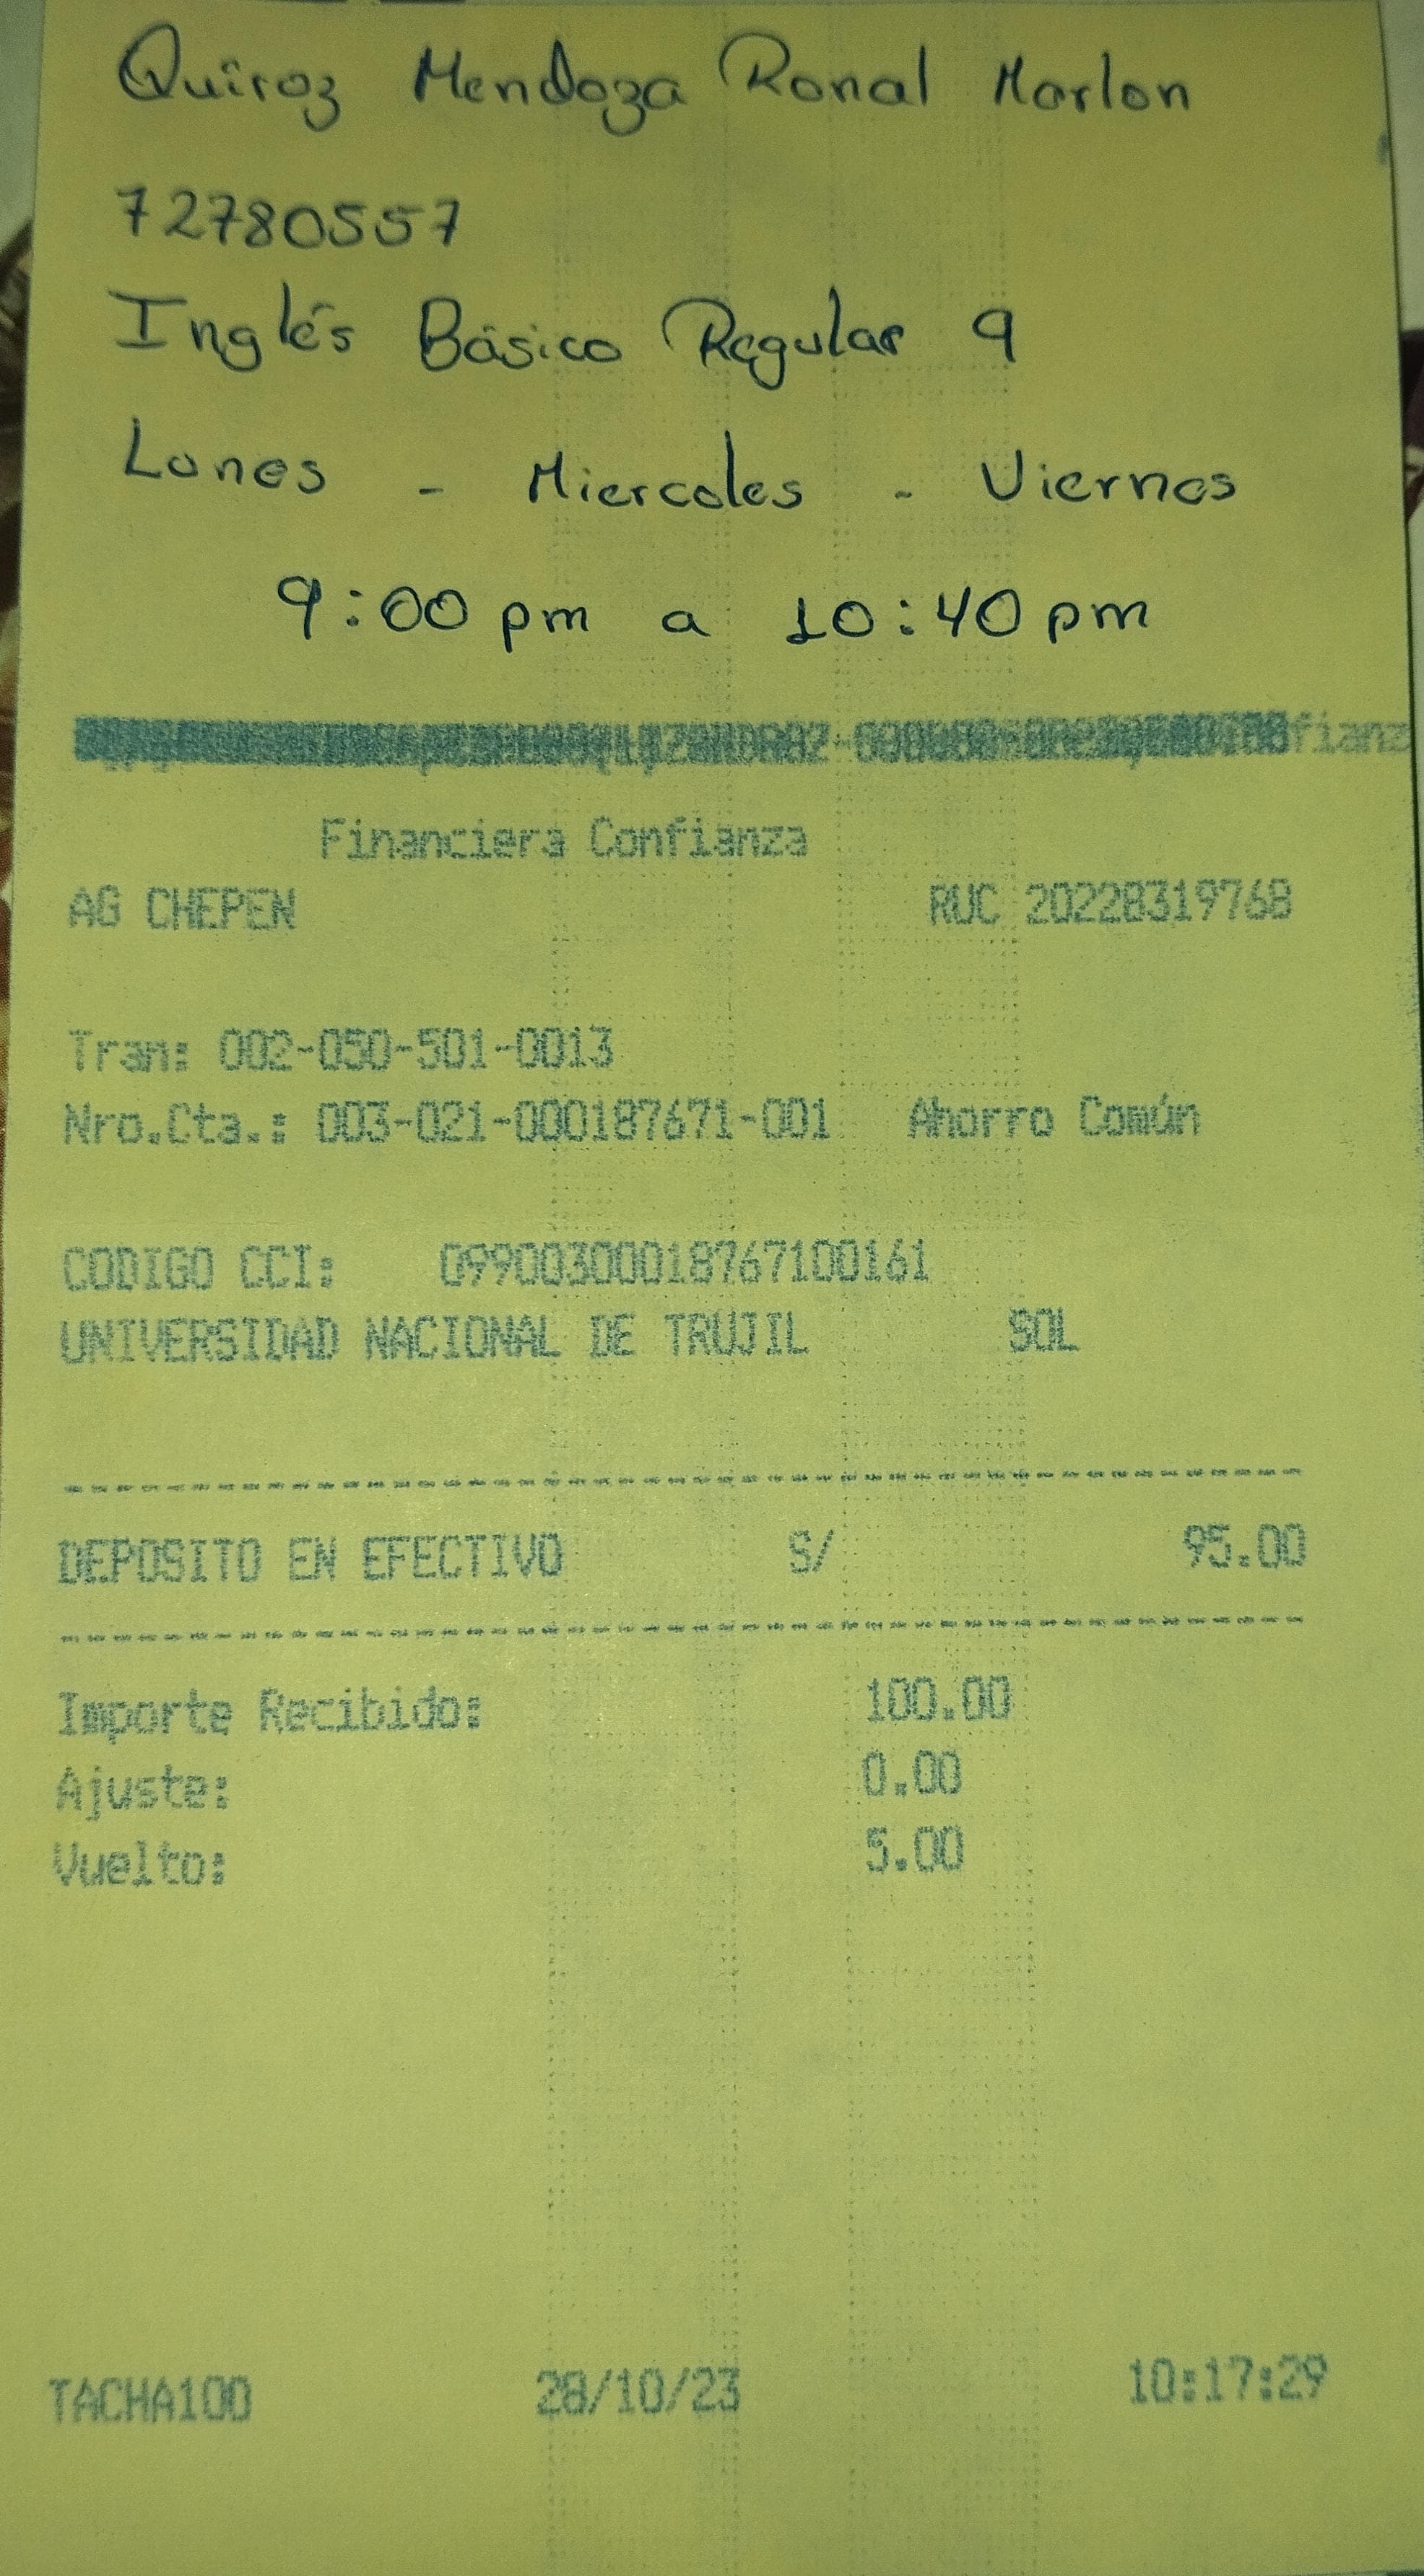 Quiroz Mendoza Ronal Marlon
72780557
Inglés Básico Regular 9
Lunes - Miercoles - Viernes
9:00 pm a 10:40 pm
Financiera Confianza
AG CHEPEN RUC 20228319768
Tran: 002-050-501-0013
Nro.Cta.: 003-021-000187671-001 Ahorro Común
CODIGO CCI: 09900300018767100161
UNIVERSIDAD NACIONAL DE TRUJIL SOL
DEPOSITO EN EFECTIVO S/ 95.00
Importe Recibido: 100.00
Ajuste: 0.00
Vuelto: 5.00
TACHA100 28/10/23 10:17:29